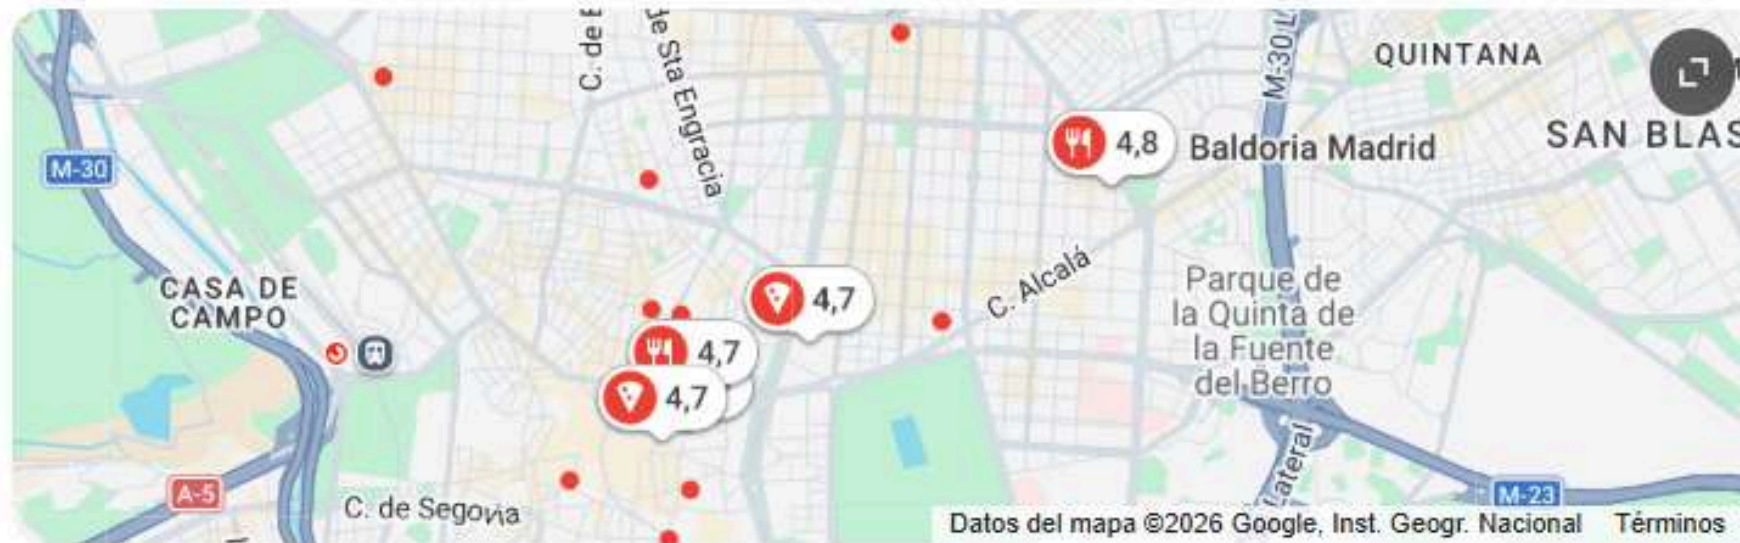 C. de E
de Sta Engracia
M-30 L
QUINTANA
SAN BLAS
M-30
4,8
Baldoria Madrid
CASA DE
CAMPO
4,7
C. Alcalá
Parque de
la Quinta de
la Fuente
del Berro
4,7
4,7
A-5
C. de Segovia
Lateral
M-23
Datos del mapa ©2026 Google, Inst. Geogr. Nacional
Términos